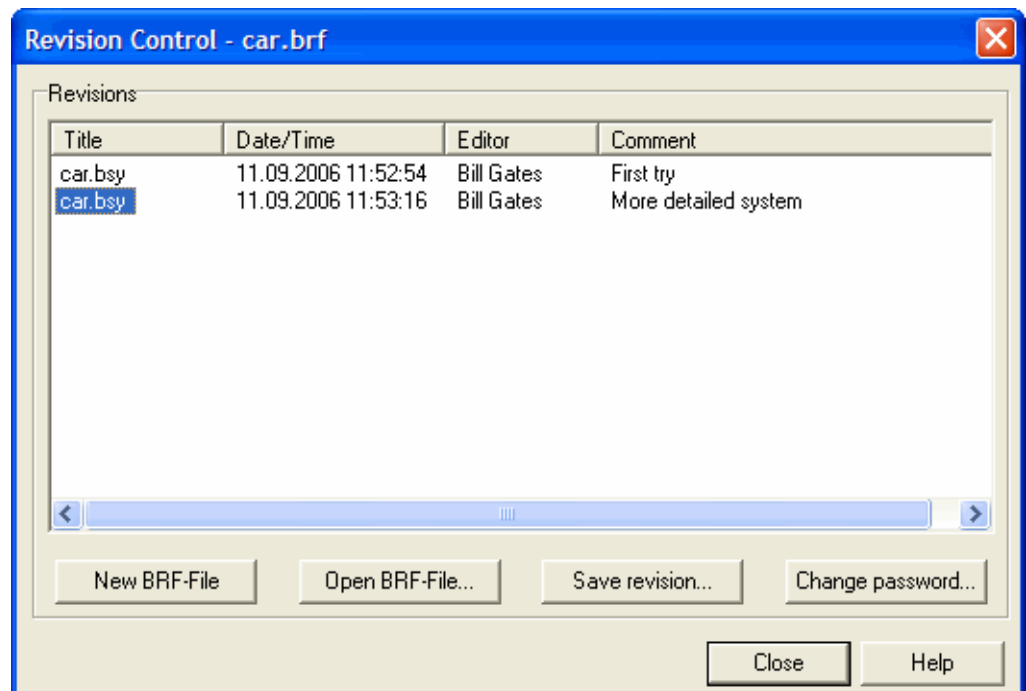 Revision Control - car.brf
Revisions
Title Date/Time Editor Comment
car.bsy 11.09.2006 11:52:54 Bill Gates First try
car.bsy 11.09.2006 11:53:16 Bill Gates More detailed system
New BRF-File Open BRF-File... Save revision... Change password...
Close Help